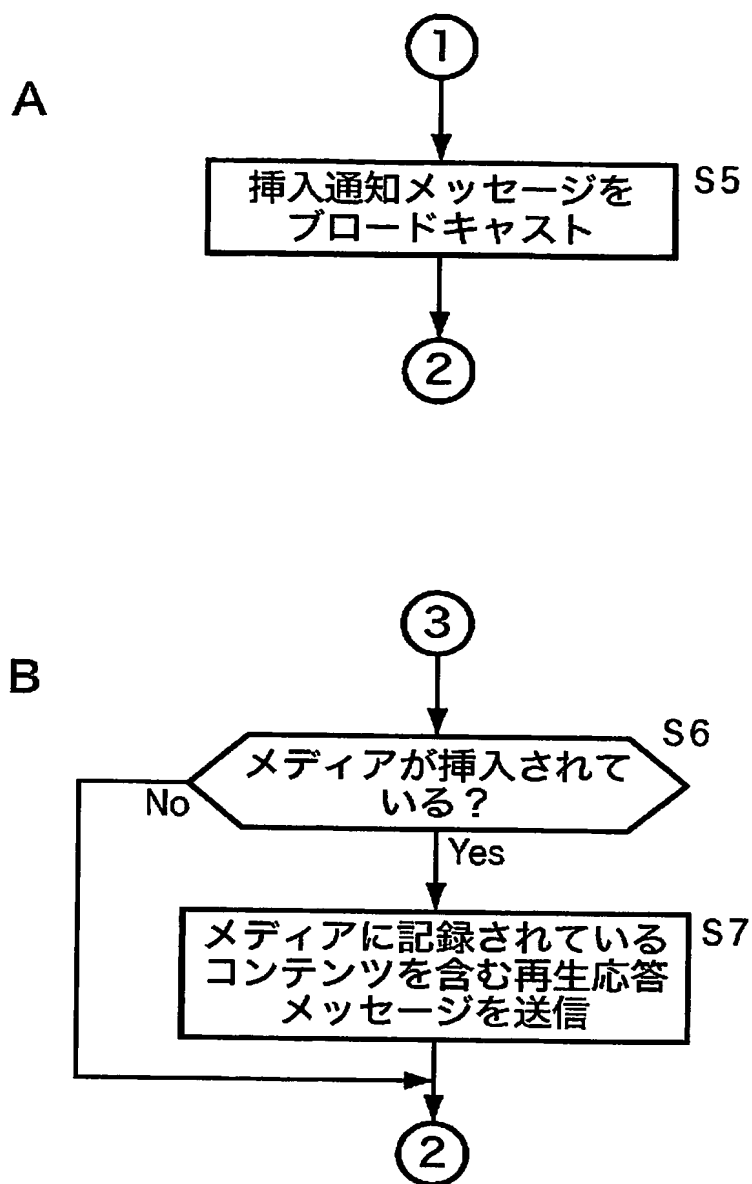 ①
A
挿入通知メッセージを
ブロードキャスト
S5
②
③
B
メディアが挿入されて
いる？
S6
No
Yes
メディアに記録されている
コンテンツを含む再生応答
メッセージを送信
S7
②